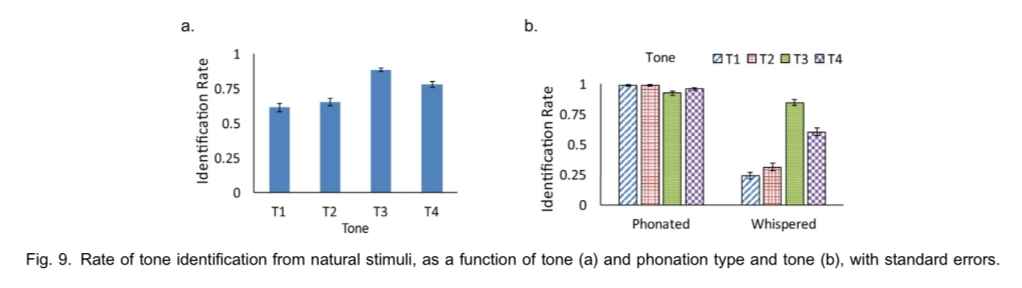 a.
Identification Rate
1
0.75
0.5
0.25
0
T1 T2 T3 T4
Tone
b.
Tone T1 T2 T3 T4
Identification Rate
1
0.75
0.5
0.25
0
Phonated Whispered
Fig. 9. Rate of tone identification from natural stimuli, as a function of tone (a) and phonation type and tone (b), with standard errors.